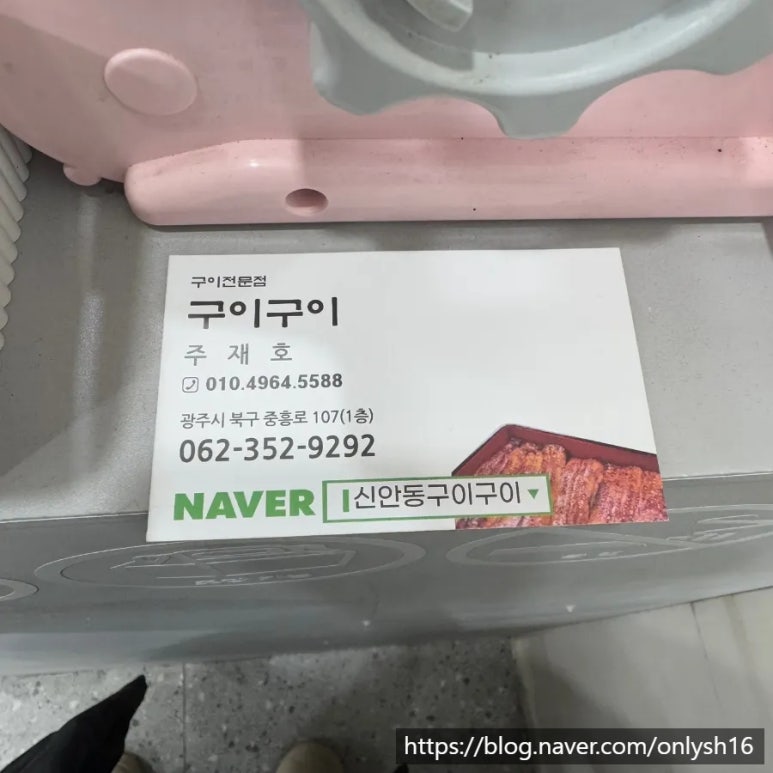 구이전문점
구이구이
주 재 호
010.4964.5588
광주시 북구 중흥로 107(1층)
062-352-9292
NAVER 신안동구이구이
https://blog.naver.com/onlysh16